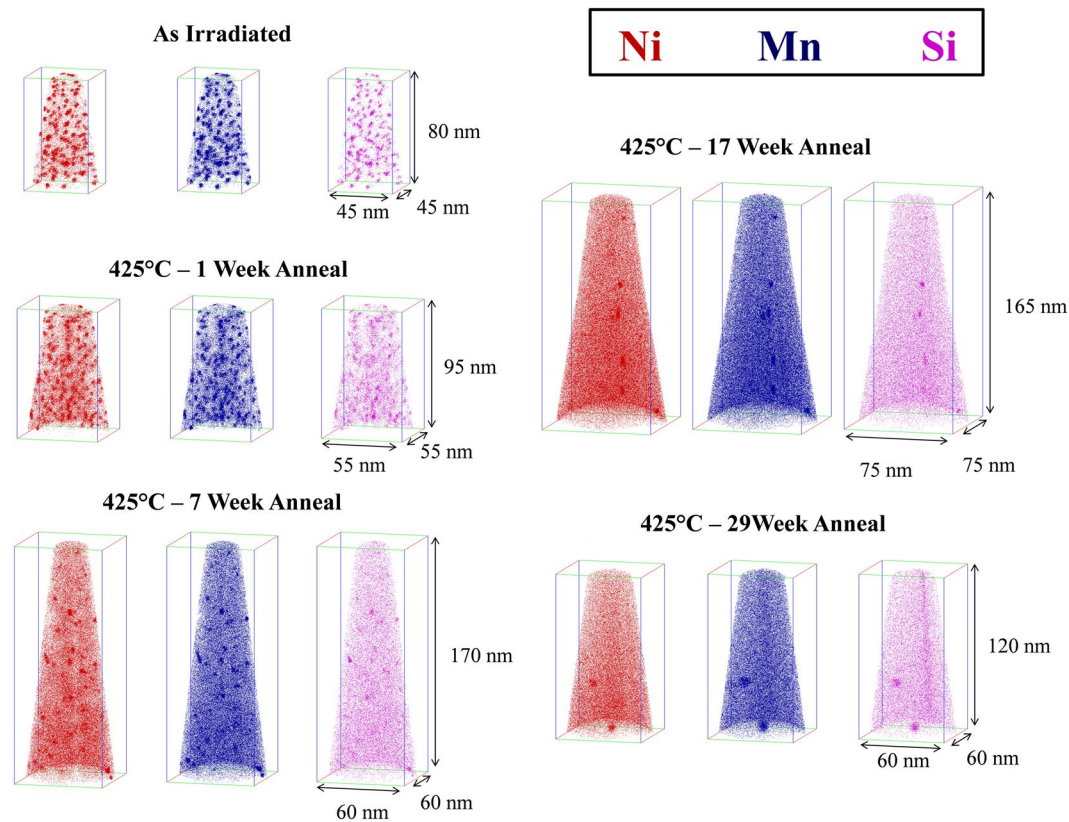 As Irradiated
80 nm
45 nm
45 nm
425°C – 1 Week Anneal
95 nm
55 nm
55 nm
425°C – 7 Week Anneal
170 nm
60 nm
60 nm
Ni Mn Si
425°C – 17 Week Anneal
165 nm
75 nm
75 nm
425°C – 29Week Anneal
120 nm
60 nm
60 nm